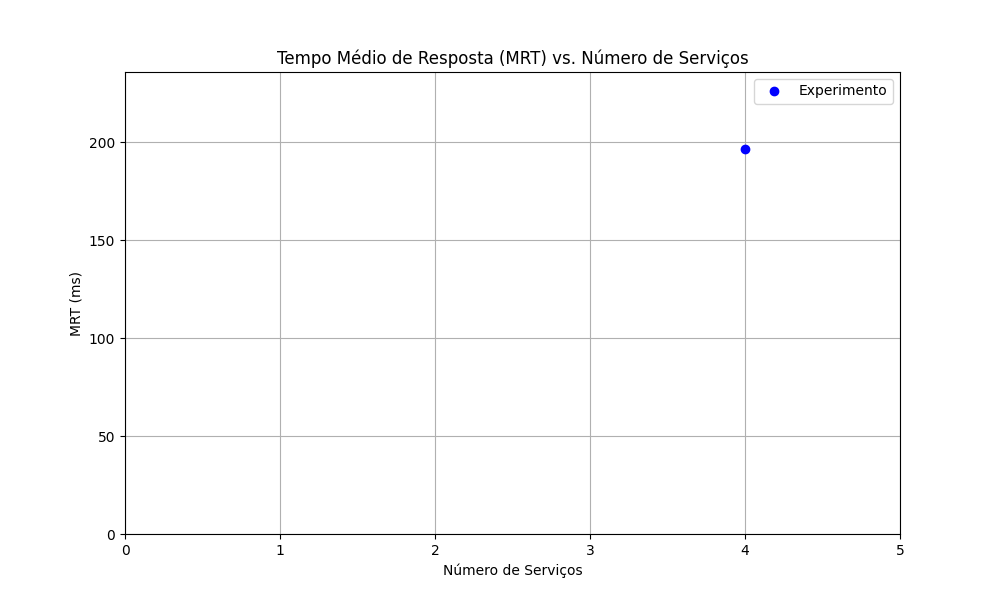 Tempo Médio de Resposta (MRT) vs. Número de Serviços
Experimento
200
150
100
50
0
MRT (ms)
0 1 2 3 4 5
Número de Serviços